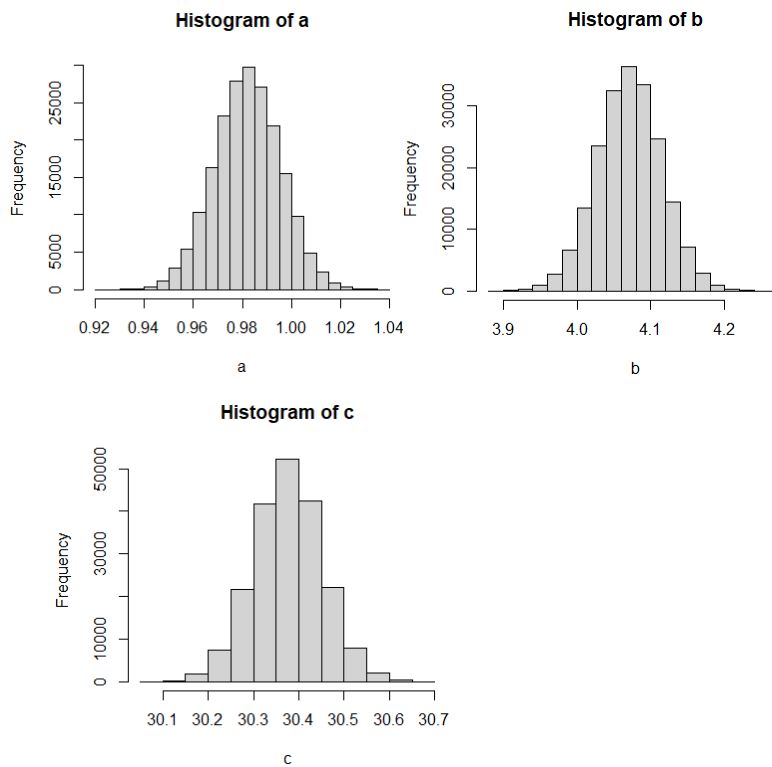 Histogram of a
Frequency
0 5000 15000 25000
0.92 0.94 0.96 0.98 1.00 1.02 1.04
a
Histogram of b
Frequency
0 10000 20000 30000
3.9 4.0 4.1 4.2
b
Histogram of c
Frequency
0 10000 30000 50000
30.1 30.2 30.3 30.4 30.5 30.6 30.7
c